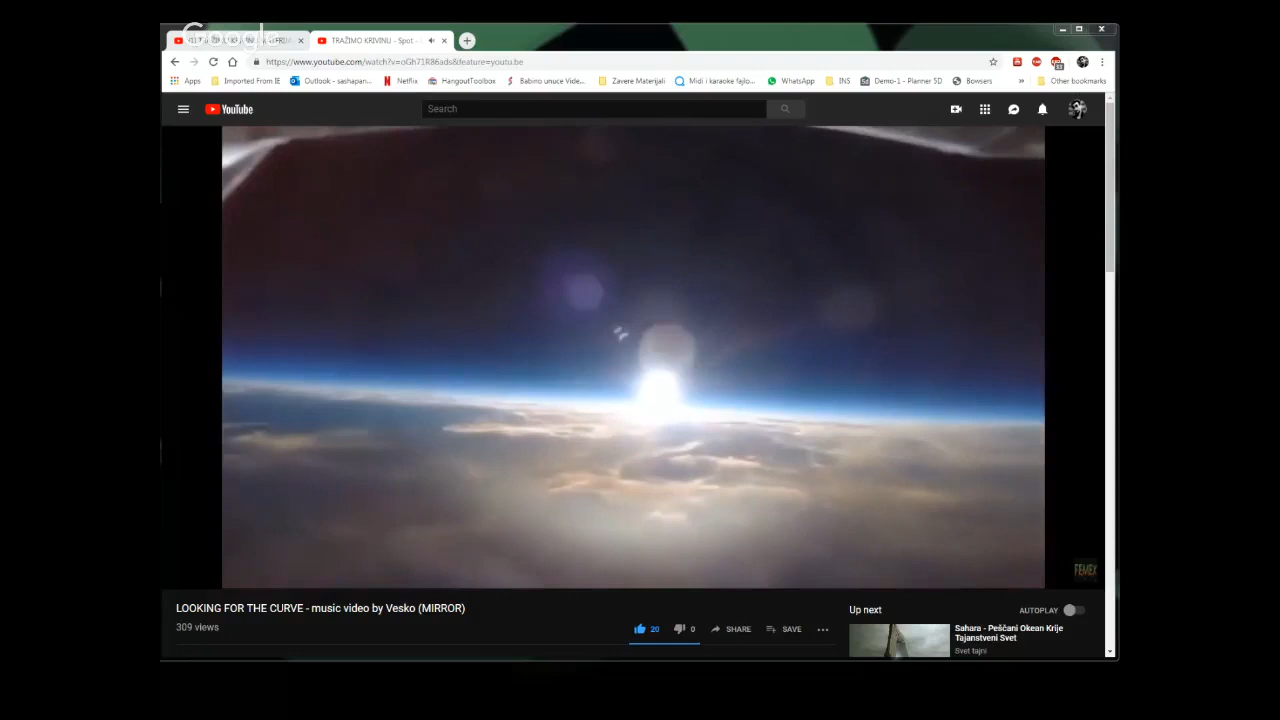 Google
TRAŽIMO KRIVINU - Spot -
https://www.youtube.com/watch?v=oGh71R86ads&feature=youtu.be
Apps Imported From IE Outlook - sashapan... Netflix HangoutToolbox Babino unuce Vide... Zavere Materijali Midi i karaoke fajlo... WhatsApp INS Demo-1 - Planner 5D Bowsers » Other bookmarks
YouTube Search
FEMEX
LOOKING FOR THE CURVE - music video by Vesko (MIRROR)
309 views
20 0 SHARE SAVE
Up next AUTOPLAY
Sahara - Peščani Okean Krije
Tajanstveni Svet
Svet tajni